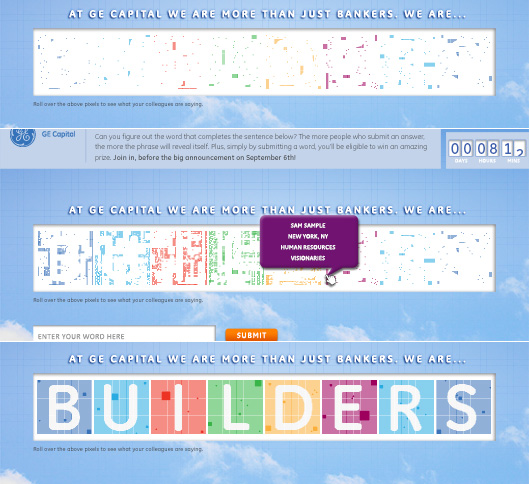 AT GE CAPITAL WE ARE MORE THAN JUST BANKERS. WE ARE...
Roll over the above pixels to see what your colleagues are saying.
GE Capital
Can you figure out the word that completes the sentence below? The more people who submit an answer,
the more the phrase will reveal itself. Plus, simply by submitting a word, you'll be eligible to win an amazing
prize. Join in, before the big announcement on September 6th!
00081
DAYS HOURS MINS
AT GE CAPITAL WE ARE MORE THAN JUST BANKERS. WE ARE...
SAM SAMPLE
NEW YORK, NY
HUMAN RESOURCES
VISIONARIES
Roll over the above pixels to see what your colleagues are saying.
ENTER YOUR WORD HERE
SUBMIT
AT GE CAPITAL WE ARE MORE THAN JUST BANKERS. WE ARE...
BUILDERS
Roll over the above pixels to see what your colleagues are saying.